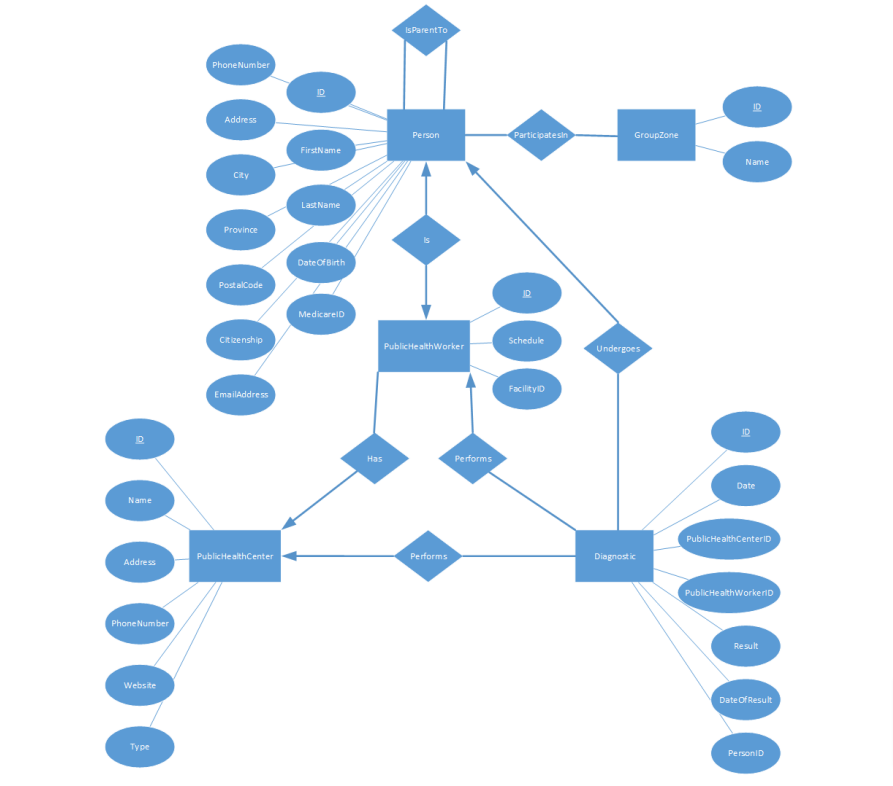 IsParentTo
PhoneNumber
ID
Address
Person
ParticipatesIn
GroupZone
ID
FirstName
Name
City
LastName
Province
Is
DateOfBirth
PostalCode
ID
MedicareID
Citizenship
PublicHealthWorker
Schedule
Undergoes
EmailAddress
FacilityID
ID
ID
Has
Performs
Date
Name
PublicHealthCenterID
PublicHealthCenter
Performs
Diagnostic
Address
PublicHealthWorkerID
PhoneNumber
Result
Website
DateOfResult
Type
PersonID